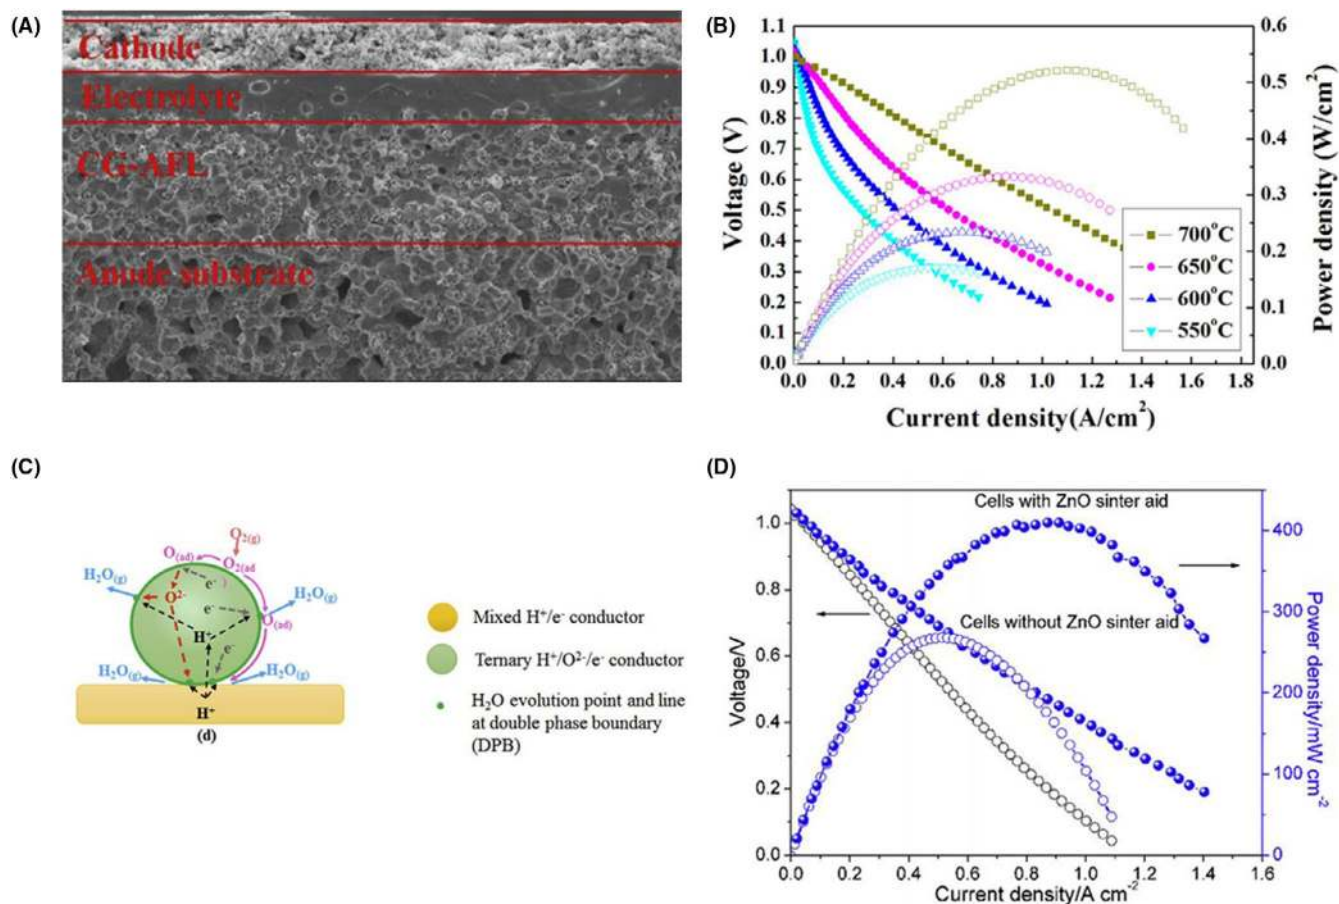 (A)
Cathode
Electrolyte
CG-AFL
Anode substrate
(B)
1.1
1.0
0.9
0.8
0.7
0.6
0.5
0.4
0.3
0.2
0.1
0.0
Voltage (V)
0.0 0.2 0.4 0.6 0.8 1.0 1.2 1.4 1.6 1.8
Current density(A/cm2)
0.6
0.5
0.4
0.3
0.2
0.1
0.0
Power density (W/cm2)
700°C
650°C
600°C
550°C
(C)
O2(g)
O(ad)
O2(ad
H2O(g)
O2-
e- )
e-
H2O(g)
O(ad)
H+
e-
H2O(g)
H2O(g)
H+
(d)
Mixed H+/e- conductor
Ternary H+/O2-/e- conductor
H2O evolution point and line
at double phase boundary
(DPB)
(D)
Cells with ZnO sinter aid
Cells without ZnO sinter aid
1.0
0.8
0.6
0.4
0.2
0.0
Voltage/V
0.0 0.2 0.4 0.6 0.8 1.0 1.2 1.4 1.6
Current density/A cm-2
400
300
200
100
0
Power density/mW cm-2